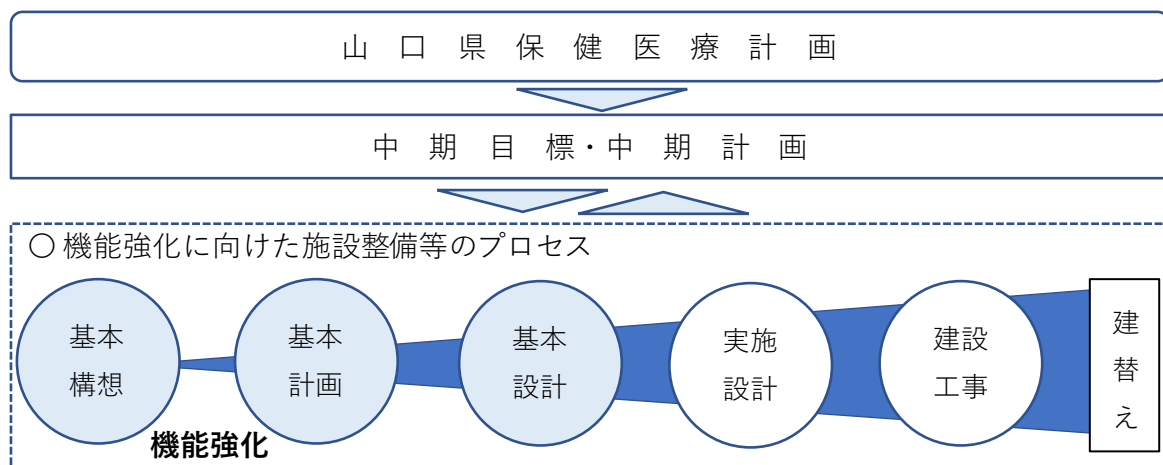 山口県保健医療計画
中期目標・中期計画
〇 機能強化に向けた施設整備等のプロセス
基本
構想
基本
計画
基本
設計
実施
設計
建設
工事
建
替
え
機能強化